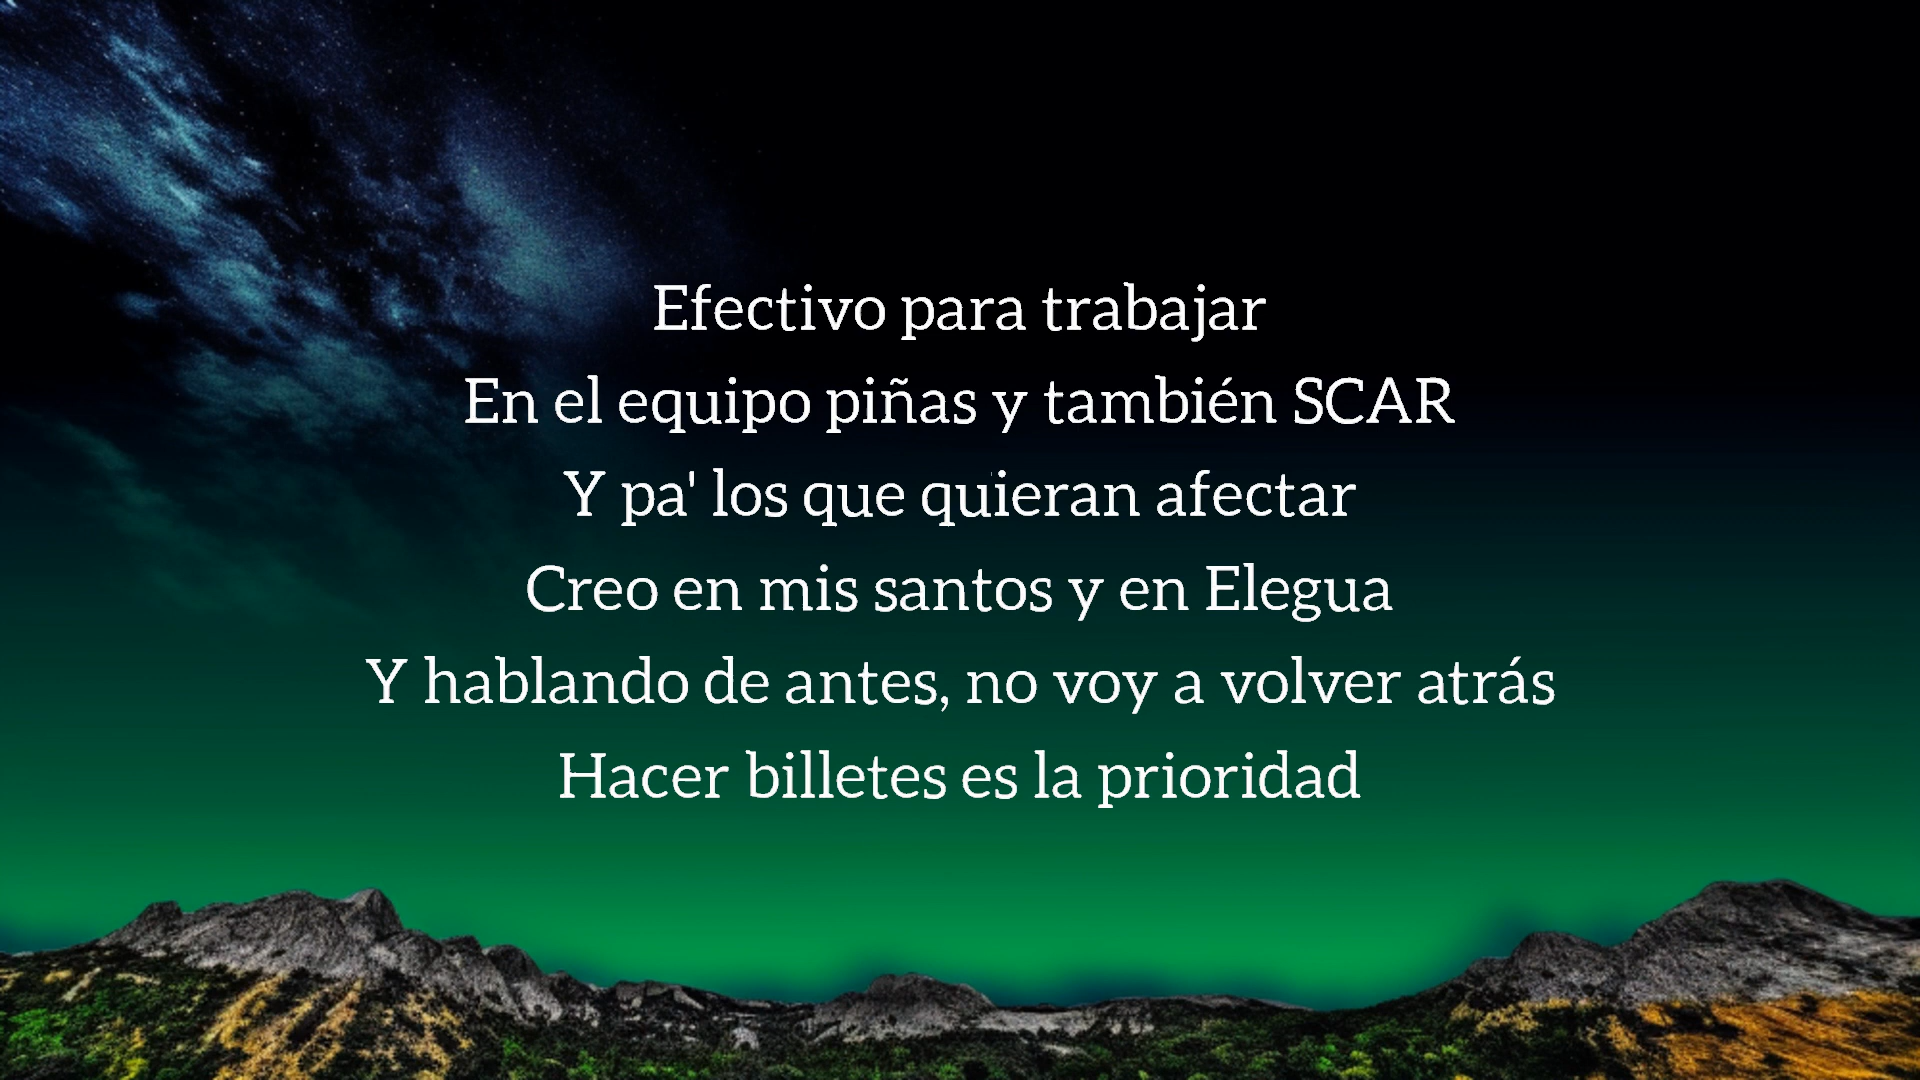 Efectivo para trabajar
En el equipo piñas y también SCAR
Y pa' los que quieran afectar
Creo en mis santos y en Elegua
Y hablando de antes, no voy a volver atrás
Hacer billetes es la prioridad